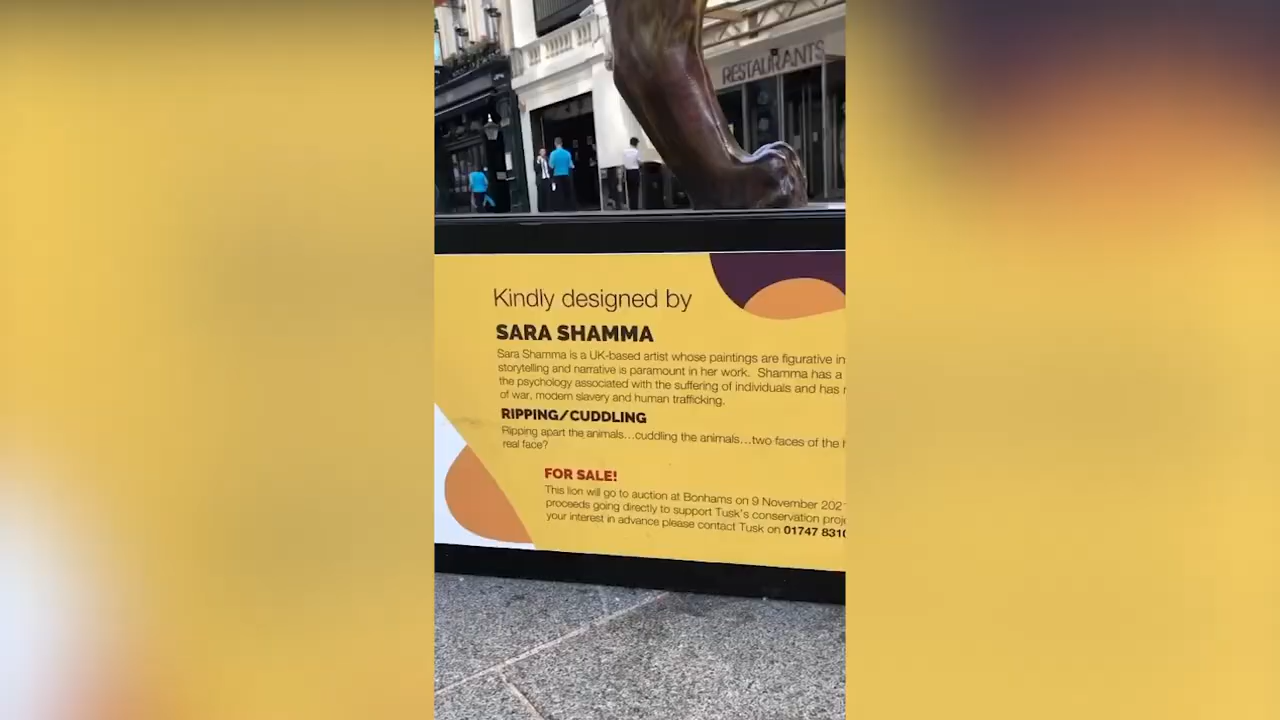 RESTAURANTS
Kindly designed by
SARA SHAMMA
Sara Shamma is a UK-based artist whose paintings are figurative in
storytelling and narrative is paramount in her work. Shamma has a
the psychology associated with the suffering of individuals and has
of war, modern slavery and human trafficking.
RIPPING/CUDDLING
Ripping apart the animals...cuddling the animals...two faces of the
real face?
FOR SALE!
This lion will go to auction at Bonhams on 9 November 202
proceeds going directly to support Tusk's conservation
your interest in advance please contact Tusk on 01747 831